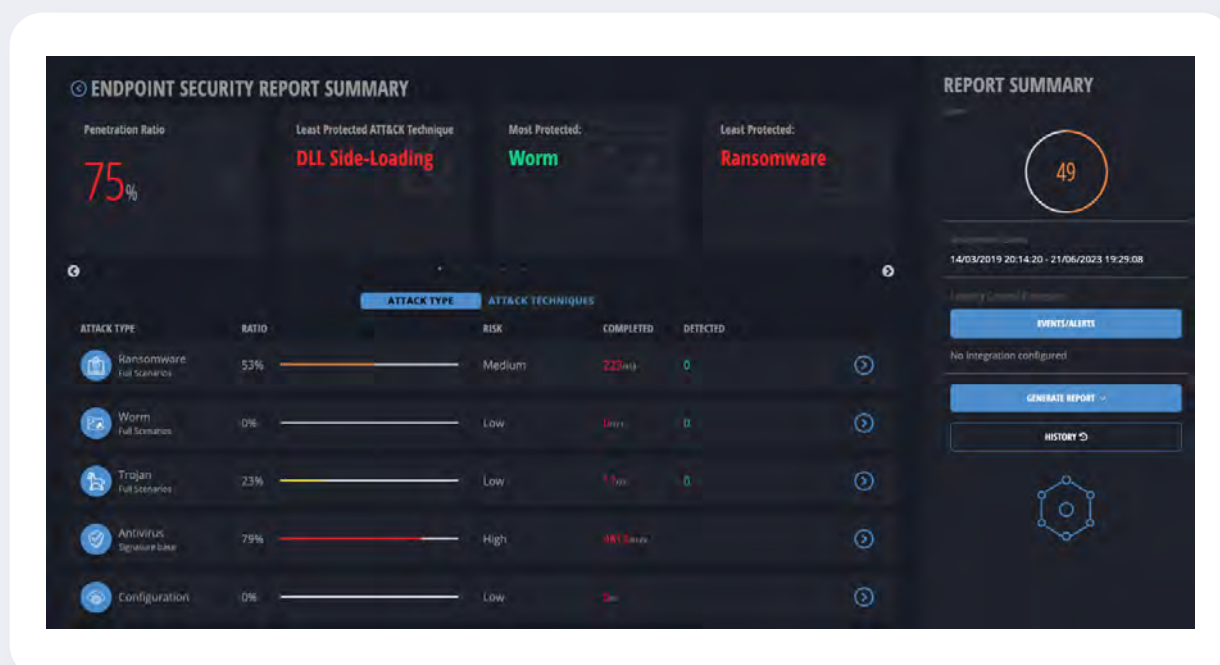 ENDPOINT SECURITY REPORT SUMMARY
Penetration Ratio
75%
Least Protected ATT&CK Technique
DLL Side-Loading
Most Protected:
Worm
Least Protected:
Ransomware
ATTACK TYPE
ATT&CK TECHNIQUES
ATTACK TYPE RATIO RISK COMPLETED DETECTED
Ransomware
Full Scenarios
53% Medium 0
Worm
Full Scenarios
0% Low 0
Trojan
Full Scenarios
23% Low 0
Antivirus
Signature base
79% High
Configuration 0% Low
REPORT SUMMARY
49
14/03/2019 20:14:20 - 21/06/2023 19:29:08
EVENTS/ALERTS
No integration configured
GENERATE REPORT
HISTORY